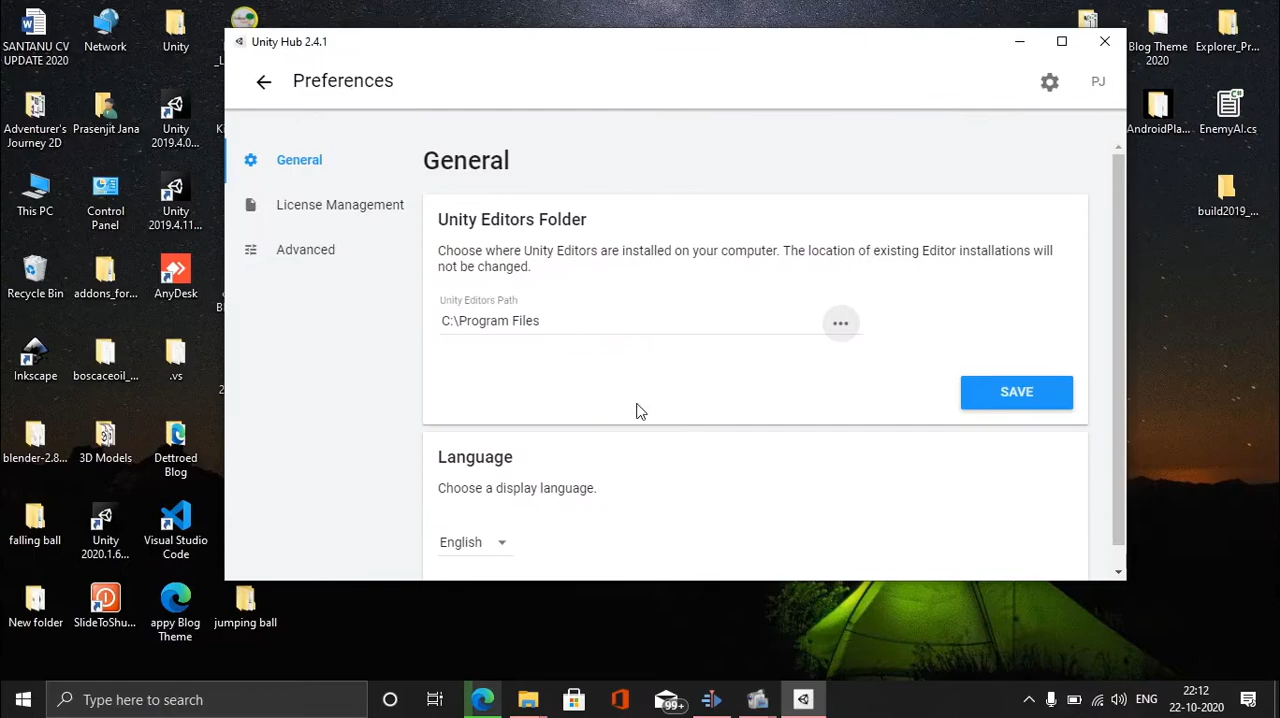 SANTANU CV
UPDATE 2020
Network
Unity
Adventurer's
Journey 2D
Prasenjit Jana
Unity
2019.4.0...
This PC
Control
Panel
Unity
2019.4.11...
Recycle Bin
addons_for...
AnyDesk
Inkscape
boscaceoil_...
.vs
blender-2.8...
3D Models
Dettroed
Blog
falling ball
Unity
2020.1.6...
Visual Studio
Code
New folder
SlideToShu...
appy Blog
Theme
jumping ball
Unity Hub 2.4.1
Preferences
PJ
General
License Management
Advanced
General
Unity Editors Folder
Choose where Unity Editors are installed on your computer. The location of existing Editor installations will
not be changed.
Unity Editors Path
C:\Program Files
SAVE
Language
Choose a display language.
English
Blog Theme
2020
Explorer_Pr...
AndroidPla...
C#
EnemyAI.cs
build2019_...
Type here to search
99+
ENG
22:12
22-10-2020